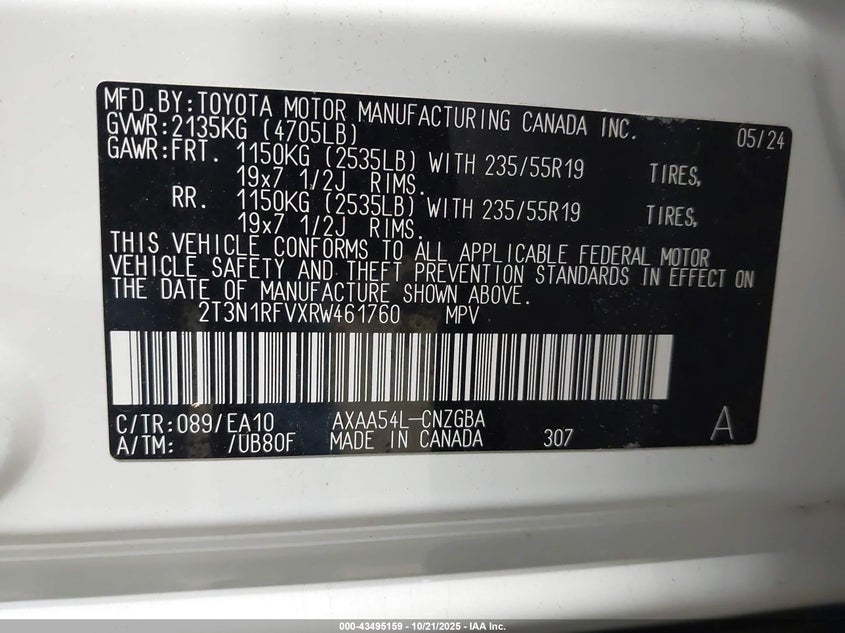 MFD.BY:TOYOTA MOTOR MANUFACTURING CANADA INC. 05/24
GVWR:2135KG (4705LB)
GAWR:FRT. 1150KG (2535LB) WITH 235/55R19 TIRES,
19x7 1/2J RIMS.
RR. 1150KG (2535LB) WITH 235/55R19 TIRES,
19x7 1/2J RIMS.
THIS VEHICLE CONFORMS TO ALL APPLICABLE FEDERAL MOTOR
VEHICLE SAFETY AND THEFT PREVENTION STANDARDS IN EFFECT ON
THE DATE OF MANUFACTURE SHOWN ABOVE.
2T3N1RFVXRW461760 MPV
C/TR:089/EA10 AXAA54L-CNZGBA
A/TM: /UB80F MADE IN CANADA 307 A
000-43495159 - 10/21/2025 - IAA Inc.